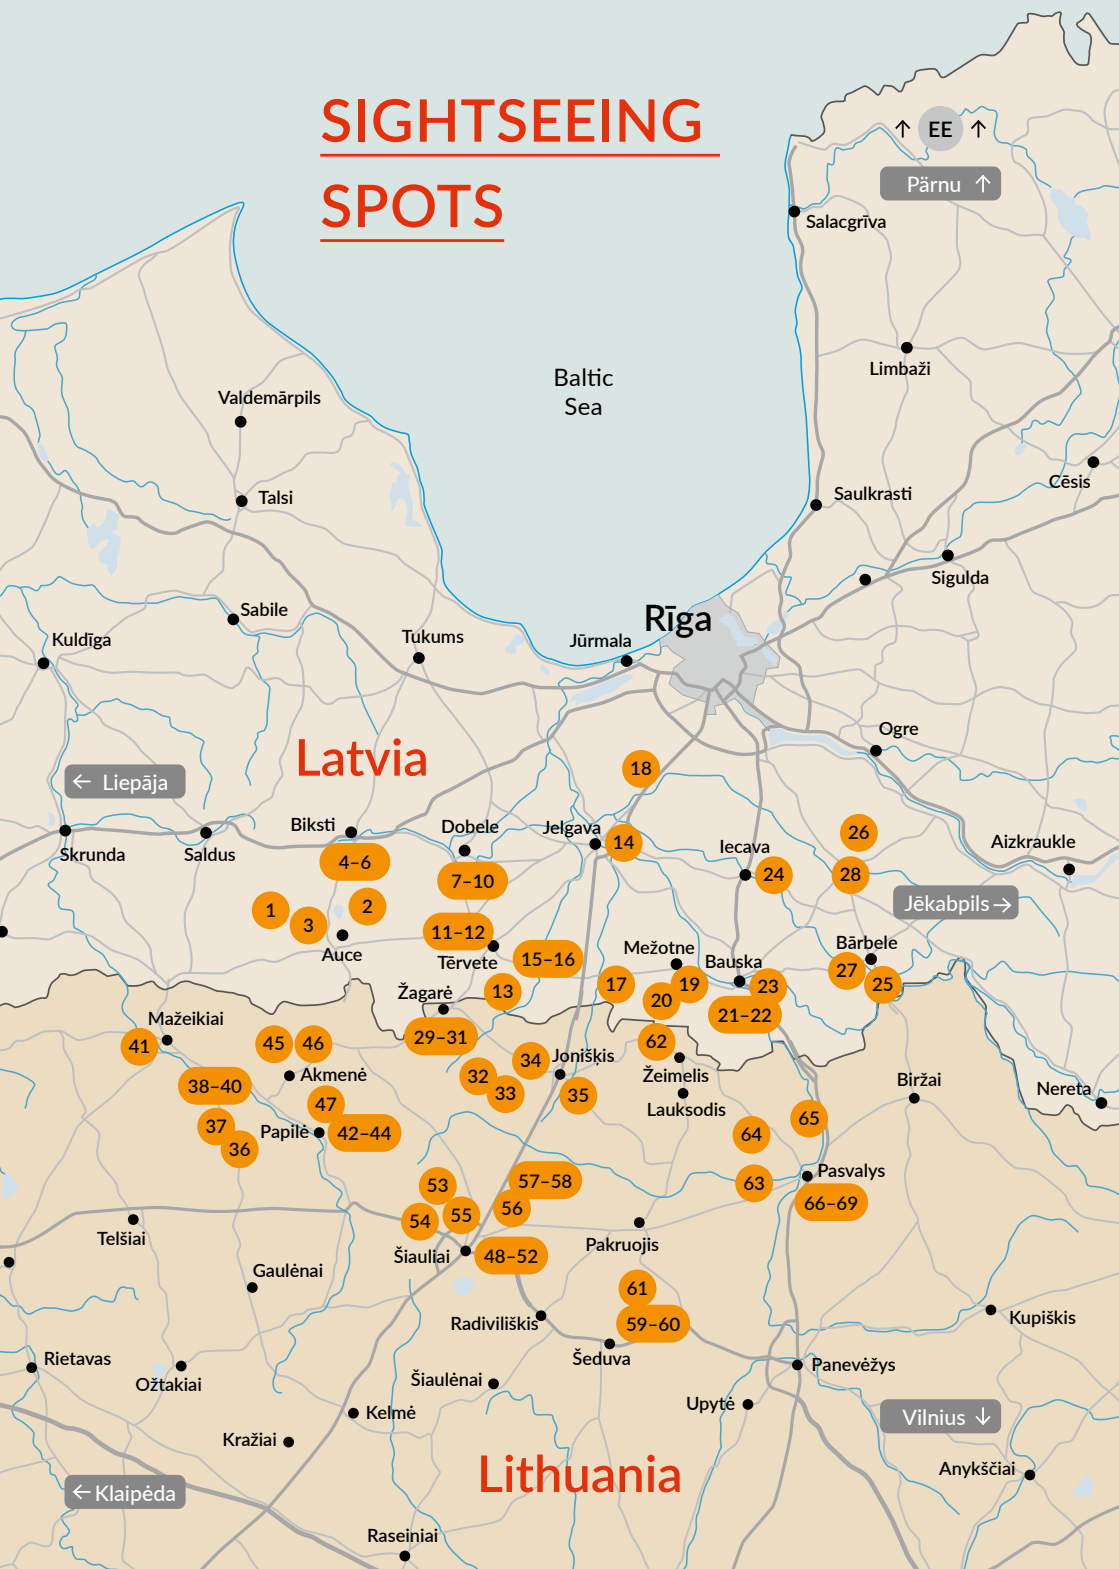 SIGHTSEEING
SPOTS
↑ EE ↑
Pärnu ↑
Salacgrīva
Baltic
Sea
Limbaži
Valdemārpils
Talsi
Cēsis
Saulkrasti
Sigulda
Sabile
Rīga
Kuldīga
Tukums
Jūrmala
Ogre
Latvia
← Liepāja
18
Biksti
Dobele
Jelgava
14
26
Skrunda
Saldus
4–6
Iecava
Aizkraukle
7–10
24
28
1
2
3
Jēkabpils →
11–12
Auce
Tērvete
15–16
Mežotne
Bauska
Bārbele
27
25
Žagarė
13
17
19
20
23
21–22
Mažeikiai
41
45
46
29–31
34
Jonišķis
62
Akmenė
32
33
35
Žeimelis
Biržai
Nereta
38–40
47
Lauksodis
37
Papilė
42–44
65
64
36
53
57–58
63
Pasvalys
54
55
56
66–69
Telšiai
Šiauliai
48–52
Pakruojis
Gaulėnai
61
Radiviliškis
59–60
Kupiškis
Rietavas
Šeduva
Panevėžys
Ožtakiai
Šiaulėnai
Upytė
Kelmė
Vilnius ↓
Kražiai
Lithuania
Anykščiai
← Klaipėda
Raseiniai